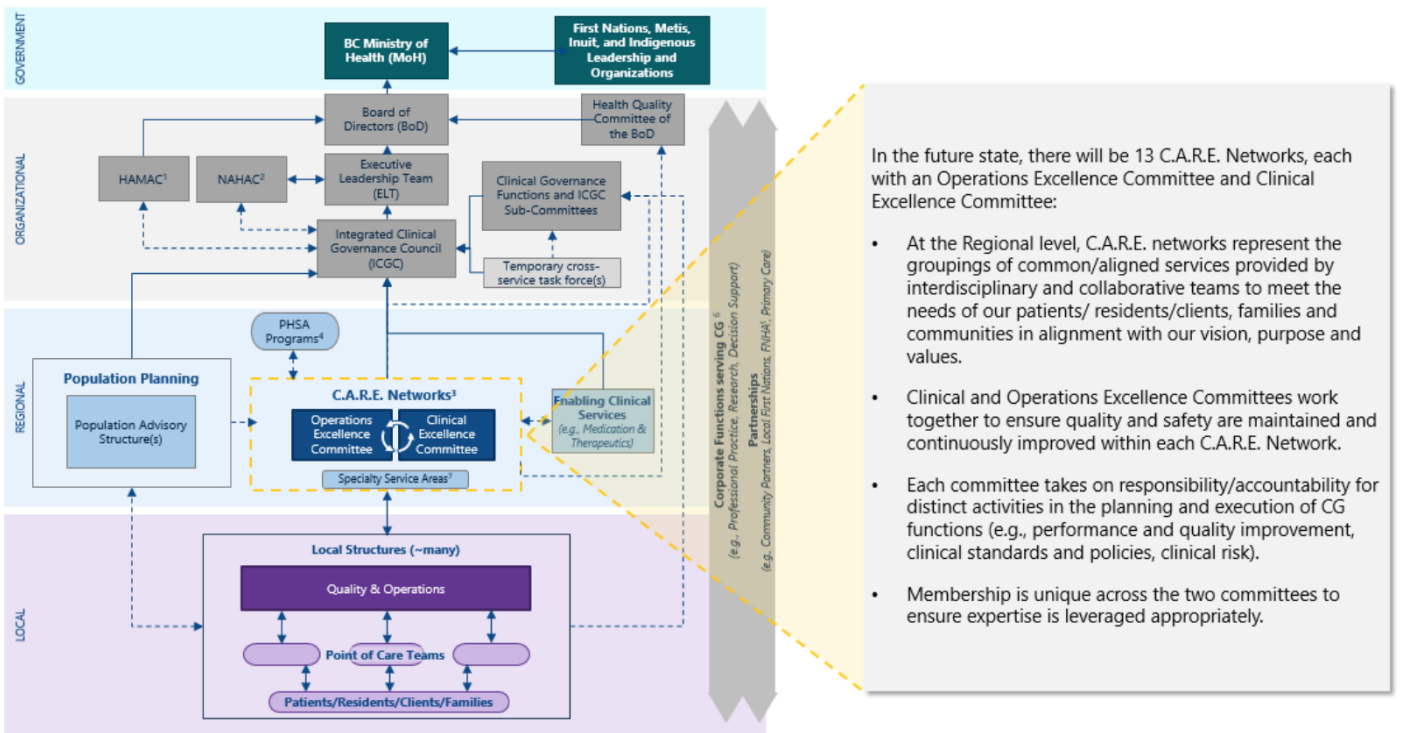 GOVERNMENT
BC Ministry of
Health (MoH)
First Nations, Metis,
Inuit, and Indigenous
Leadership and
Organizations
ORGANIZATIONAL
Board of
Directors (BoD)
Health Quality
Committee of
the BoD
HAMAC¹
NAHAC²
Executive
Leadership Team
(ELT)
Clinical Governance
Functions and ICGC
Sub-Committees
Integrated Clinical
Governance Council
(ICGC)
Temporary cross-
service task force(s)
REGIONAL
PHSA
Programs⁴
Population Planning
Population Advisory
Structure(s)
C.A.R.E. Networks³
Operations
Excellence
Committee
Clinical
Excellence
Committee
Specialty Service Areas⁷
Enabling Clinical
Services
(e.g., Medication &
Therapeutics)
LOCAL
Local Structures (~many)
Quality & Operations
Point of Care Teams
Patients/Residents/Clients/Families
Corporate Functions serving CG ⁶
(e.g., Professional Practice, Research, Decision Support)
Partnerships
(e.g., Community Partners, Local First Nations, FNHA⁵, Primary Care)
In the future state, there will be 13 C.A.R.E. Networks, each
with an Operations Excellence Committee and Clinical
Excellence Committee:
• At the Regional level, C.A.R.E. networks represent the
groupings of common/aligned services provided by
interdisciplinary and collaborative teams to meet the
needs of our patients/ residents/clients, families and
communities in alignment with our vision, purpose and
values.
• Clinical and Operations Excellence Committees work
together to ensure quality and safety are maintained and
continuously improved within each C.A.R.E. Network.
• Each committee takes on responsibility/accountability for
distinct activities in the planning and execution of CG
functions (e.g., performance and quality improvement,
clinical standards and policies, clinical risk).
• Membership is unique across the two committees to
ensure expertise is leveraged appropriately.